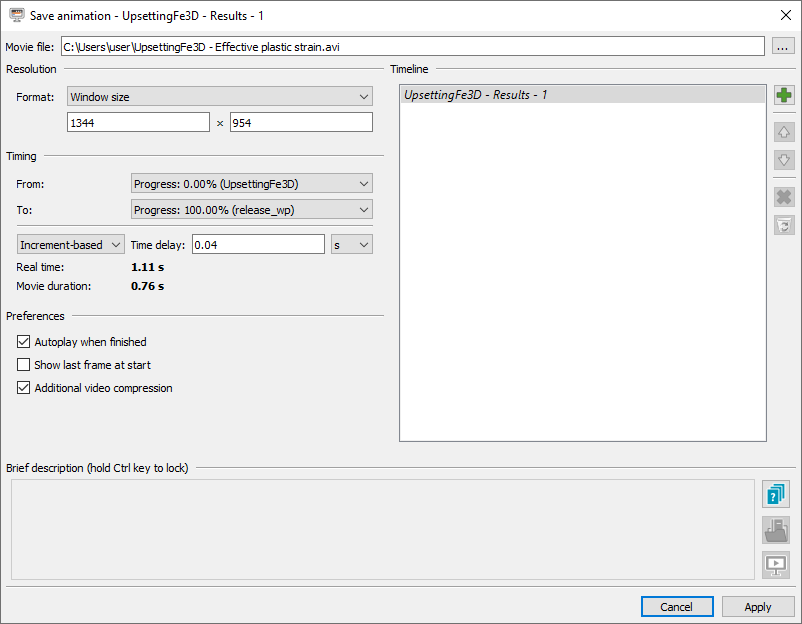 Save animation - UpsettingFe3D - Results - 1
Movie file: C:\Users\user\UpsettingFe3D - Effective plastic strain.avi ...
Resolution
Format: Window size
1344 × 954
Timing
From: Progress: 0.00% (UpsettingFe3D)
To: Progress: 100.00% (release_wp)
Increment-based Time delay: 0.04 s
Real time: 1.11 s
Movie duration: 0.76 s
Preferences
Autoplay when finished
Show last frame at start
Additional video compression
Timeline
UpsettingFe3D - Results - 1
Brief description (hold Ctrl key to lock)
Cancel Apply